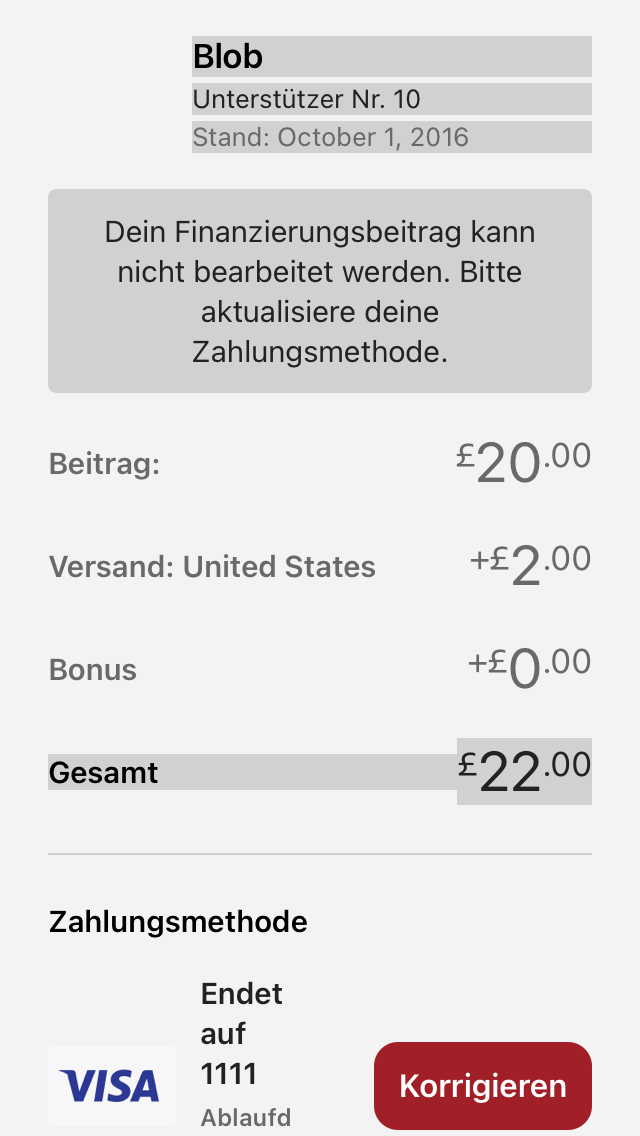 Blob
Unterstützer Nr. 10
Stand: October 1, 2016
Dein Finanzierungsbeitrag kann
nicht bearbeitet werden. Bitte
aktualisiere deine
Zahlungsmethode.
Beitrag: £20.00
Versand: United States +£2.00
Bonus +£0.00
Gesamt £22.00
Zahlungsmethode
Endet
auf
1111
VISA
Korrigieren
Ablaufd